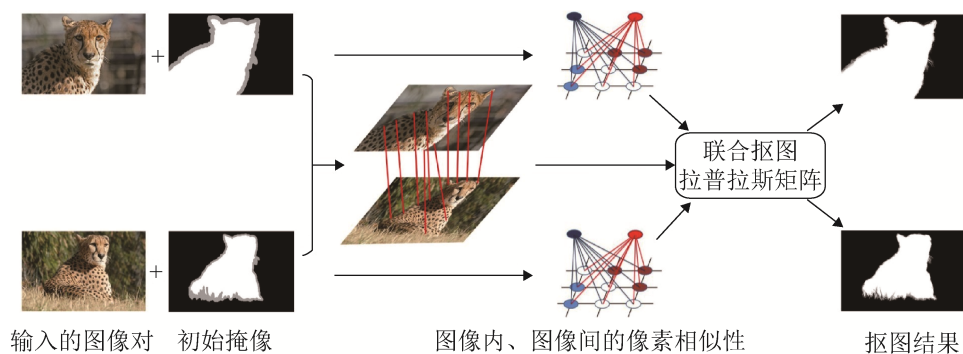 +
联合抠图
拉普拉斯矩阵
+
输入的图像对
初始掩像
图像内、图像间的像素相似性
抠图结果